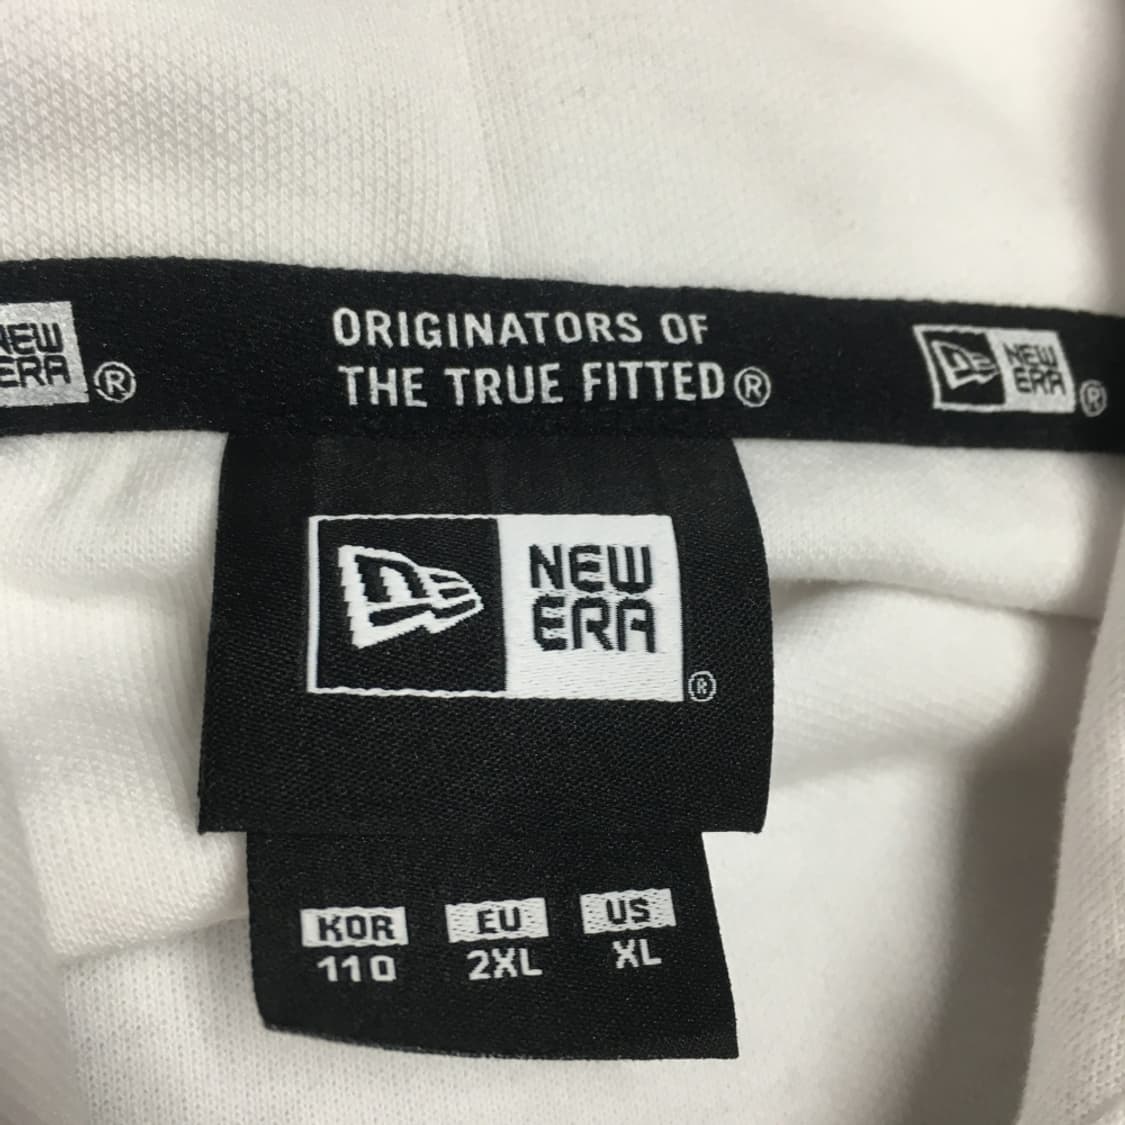 NEW
ERA ®
ORIGINATORS OF
THE TRUE FITTED ®
NEW
ERA ®
NEW
ERA ®
KOR EU US
110 2XL XL